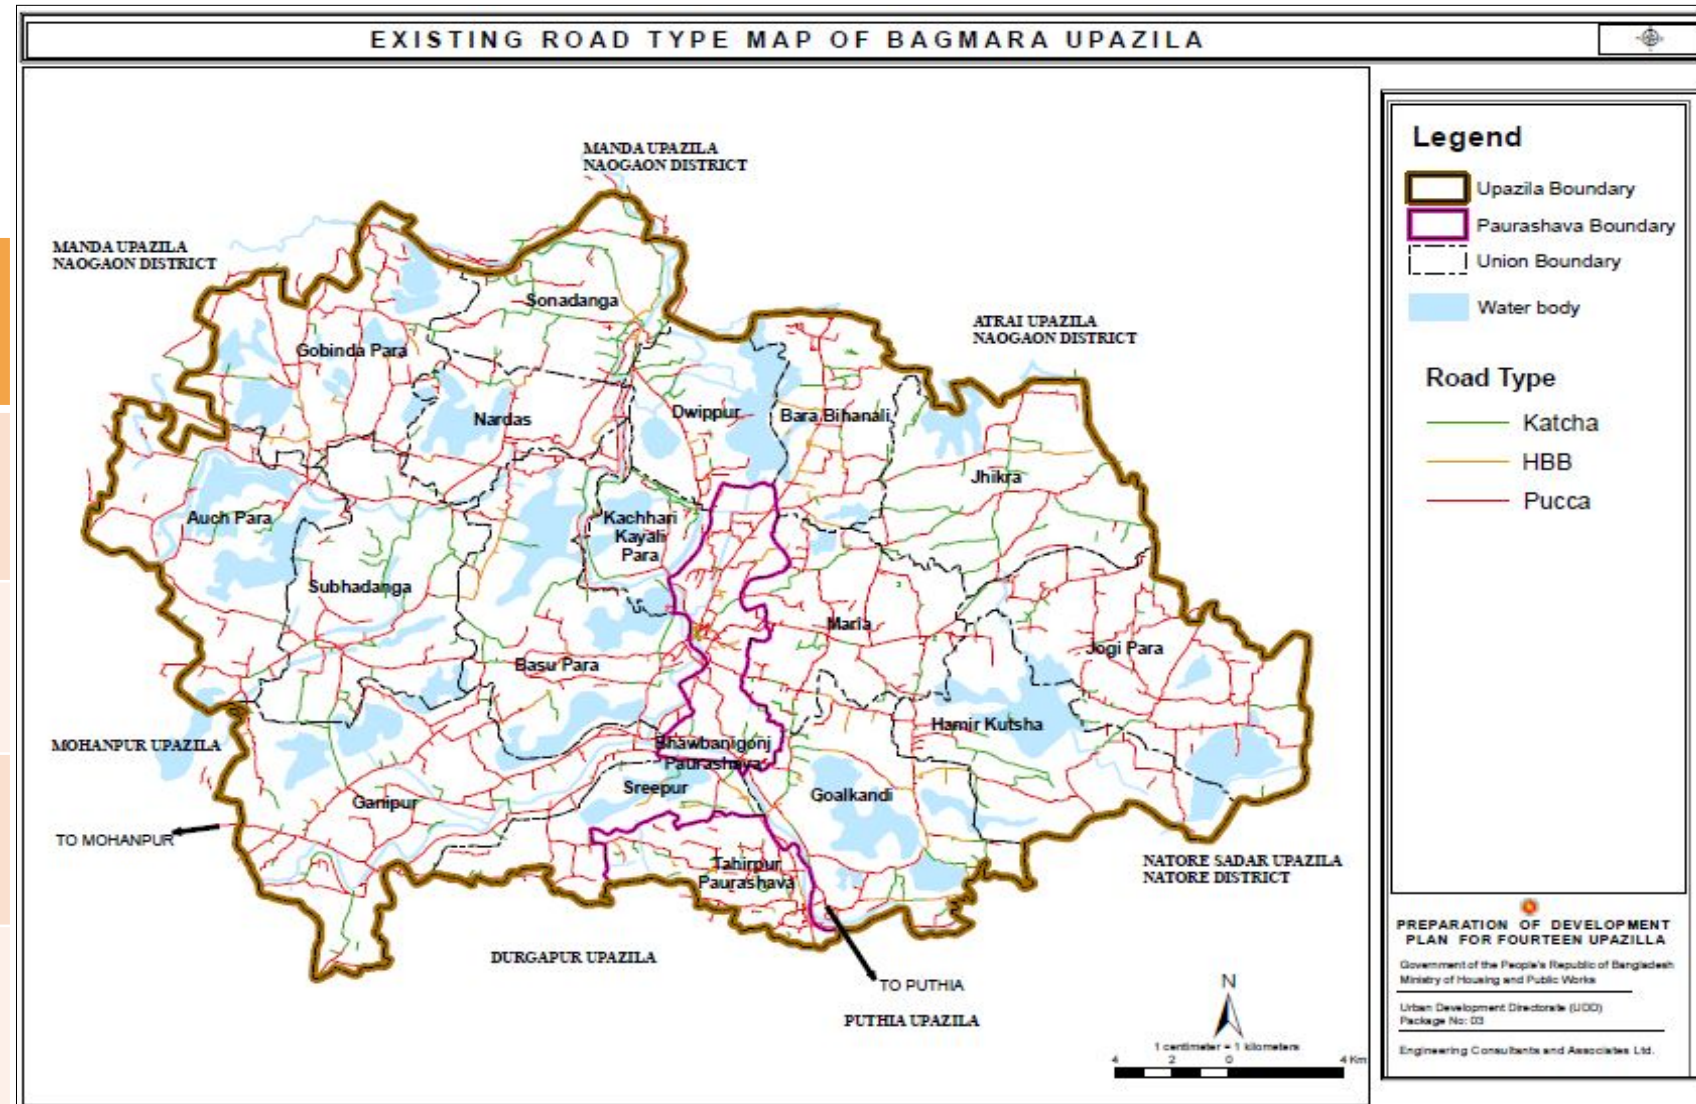 EXISTING ROAD TYPE MAP OF BAGMARA UPAZILA
MANDA UPAZILA
NAOGAON DISTRICT
MANDA UPAZILA
NAOGAON DISTRICT
ATRAI UPAZILA
NAOGAON DISTRICT
Sonadanga
Gobinda Para
Nardas
Dwippur
Bara Bihanali
Jhikra
Auch Para
Kachhari
Kayali
Para
Subhadanga
Maria
Jogi Para
Basu Para
Hamir Kutsha
MOHANPUR UPAZILA
Bhawbanigonj
Paurashava
Sreepur
Goalkandi
Ganipur
TO MOHANPUR
Tahirpur
Paurashava
NATORE SADAR UPAZILA
NATORE DISTRICT
DURGAPUR UPAZILA
TO PUTHIA
PUTHIA UPAZILA
N
1 centimeter = 1 kilometers
4 2 0 4 Km
Legend
Upazila Boundary
Paurashava Boundary
Union Boundary
Water body
Road Type
Katcha
HBB
Pucca
PREPARATION OF DEVELOPMENT
PLAN FOR FOURTEEN UPAZILLA
Government of the People's Republic of Bangladesh
Ministry of Housing and Public Works
Urban Development Directorate (UDD)
Package No: 03
Engineering Consultants and Associates Ltd.